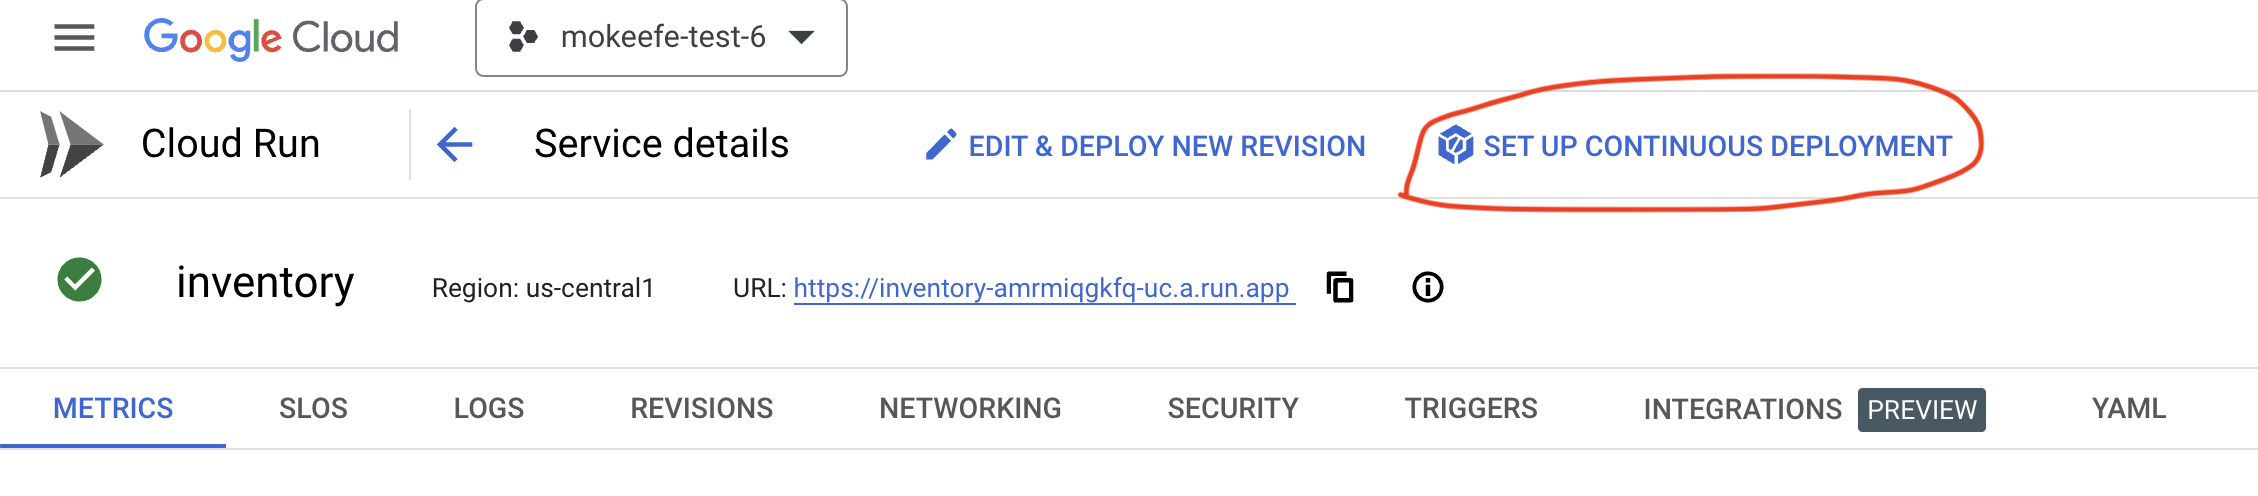 Google Cloud mokeefe-test-6
Cloud Run Service details EDIT & DEPLOY NEW REVISION SET UP CONTINUOUS DEPLOYMENT
inventory Region: us-central1 URL: https://inventory-amrmiqgkfq-uc.a.run.app
METRICS SLOS LOGS REVISIONS NETWORKING SECURITY TRIGGERS INTEGRATIONS PREVIEW YAML